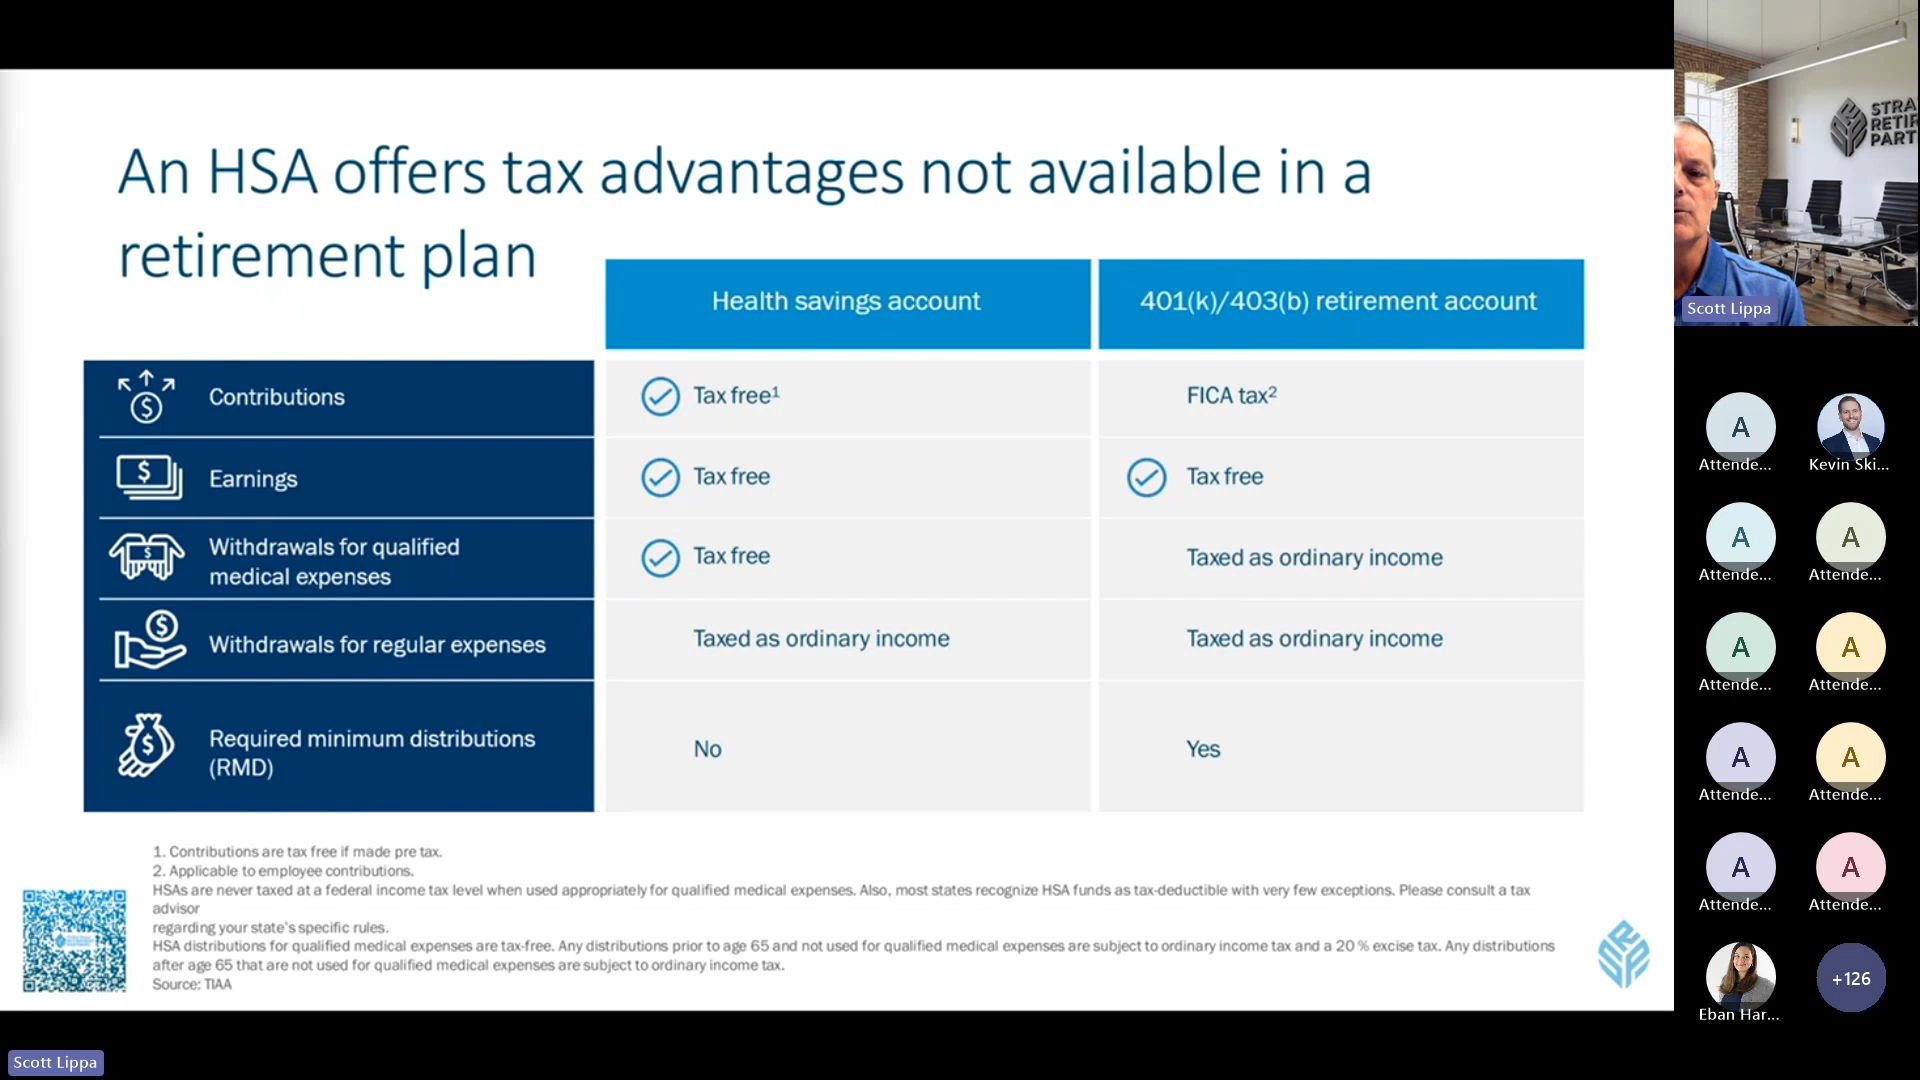 An HSA offers tax advantages not available in a
retirement plan
Health savings account
401(k)/403(b) retirement account
Contributions
Tax free¹
FICA tax²
Earnings
Tax free
Tax free
Withdrawals for qualified
medical expenses
Tax free
Taxed as ordinary income
Withdrawals for regular expenses
Taxed as ordinary income
Taxed as ordinary income
Required minimum distributions
(RMD)
No
Yes
1. Contributions are tax free if made pre tax.
2. Applicable to employee contributions.
HSAs are never taxed at a federal income tax level when used appropriately for qualified medical expenses. Also, most states recognize HSA funds as tax-deductible with very few exceptions. Please consult a tax
advisor
regarding your state's specific rules.
HSA distributions for qualified medical expenses are tax-free. Any distributions prior to age 65 and not used for qualified medical expenses are subject to ordinary income tax and a 20 % excise tax. Any distributions
after age 65 that are not used for qualified medical expenses are subject to ordinary income tax.
Source: TIAA
Scott Lippa
STRA
RETIR
PART
Scott Lippa
A
Attende...
Kevin Ski...
A
Attende...
A
Attende...
A
Attende...
A
Attende...
A
Attende...
A
Attende...
A
Attende...
A
Attende...
Eban Har...
+126